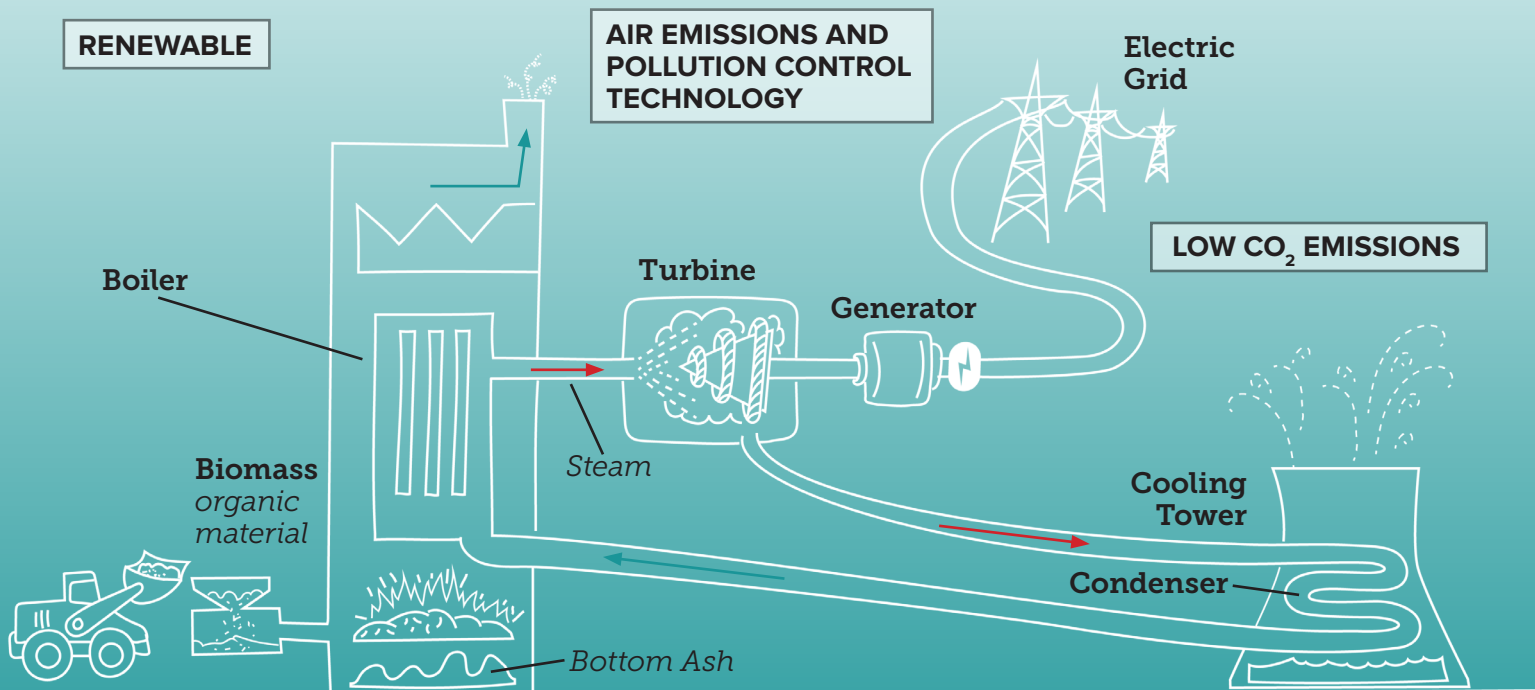 RENEWABLE
AIR EMISSIONS AND
POLLUTION CONTROL
TECHNOLOGY
Electric
Grid
LOW CO₂ EMISSIONS
Boiler
Turbine
Generator
Steam
Biomass
organic
material
Cooling
Tower
Condenser
Bottom Ash